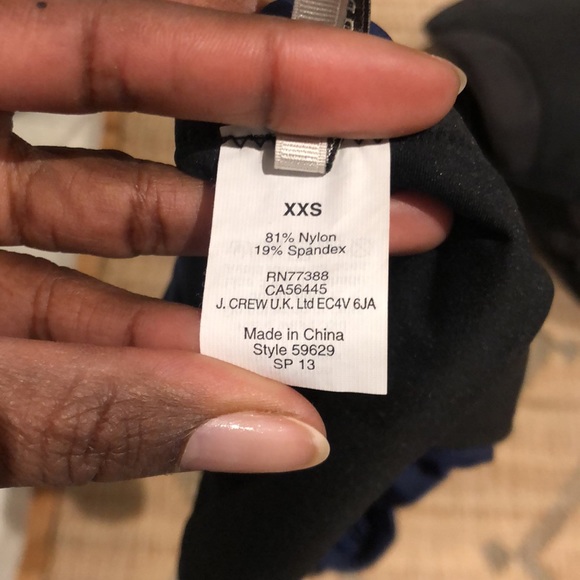 XXS
81% Nylon
19% Spandex
RN77388
CA56445
J. CREW U.K. Ltd EC4V 6JA
Made in China
Style 59629
SP 13